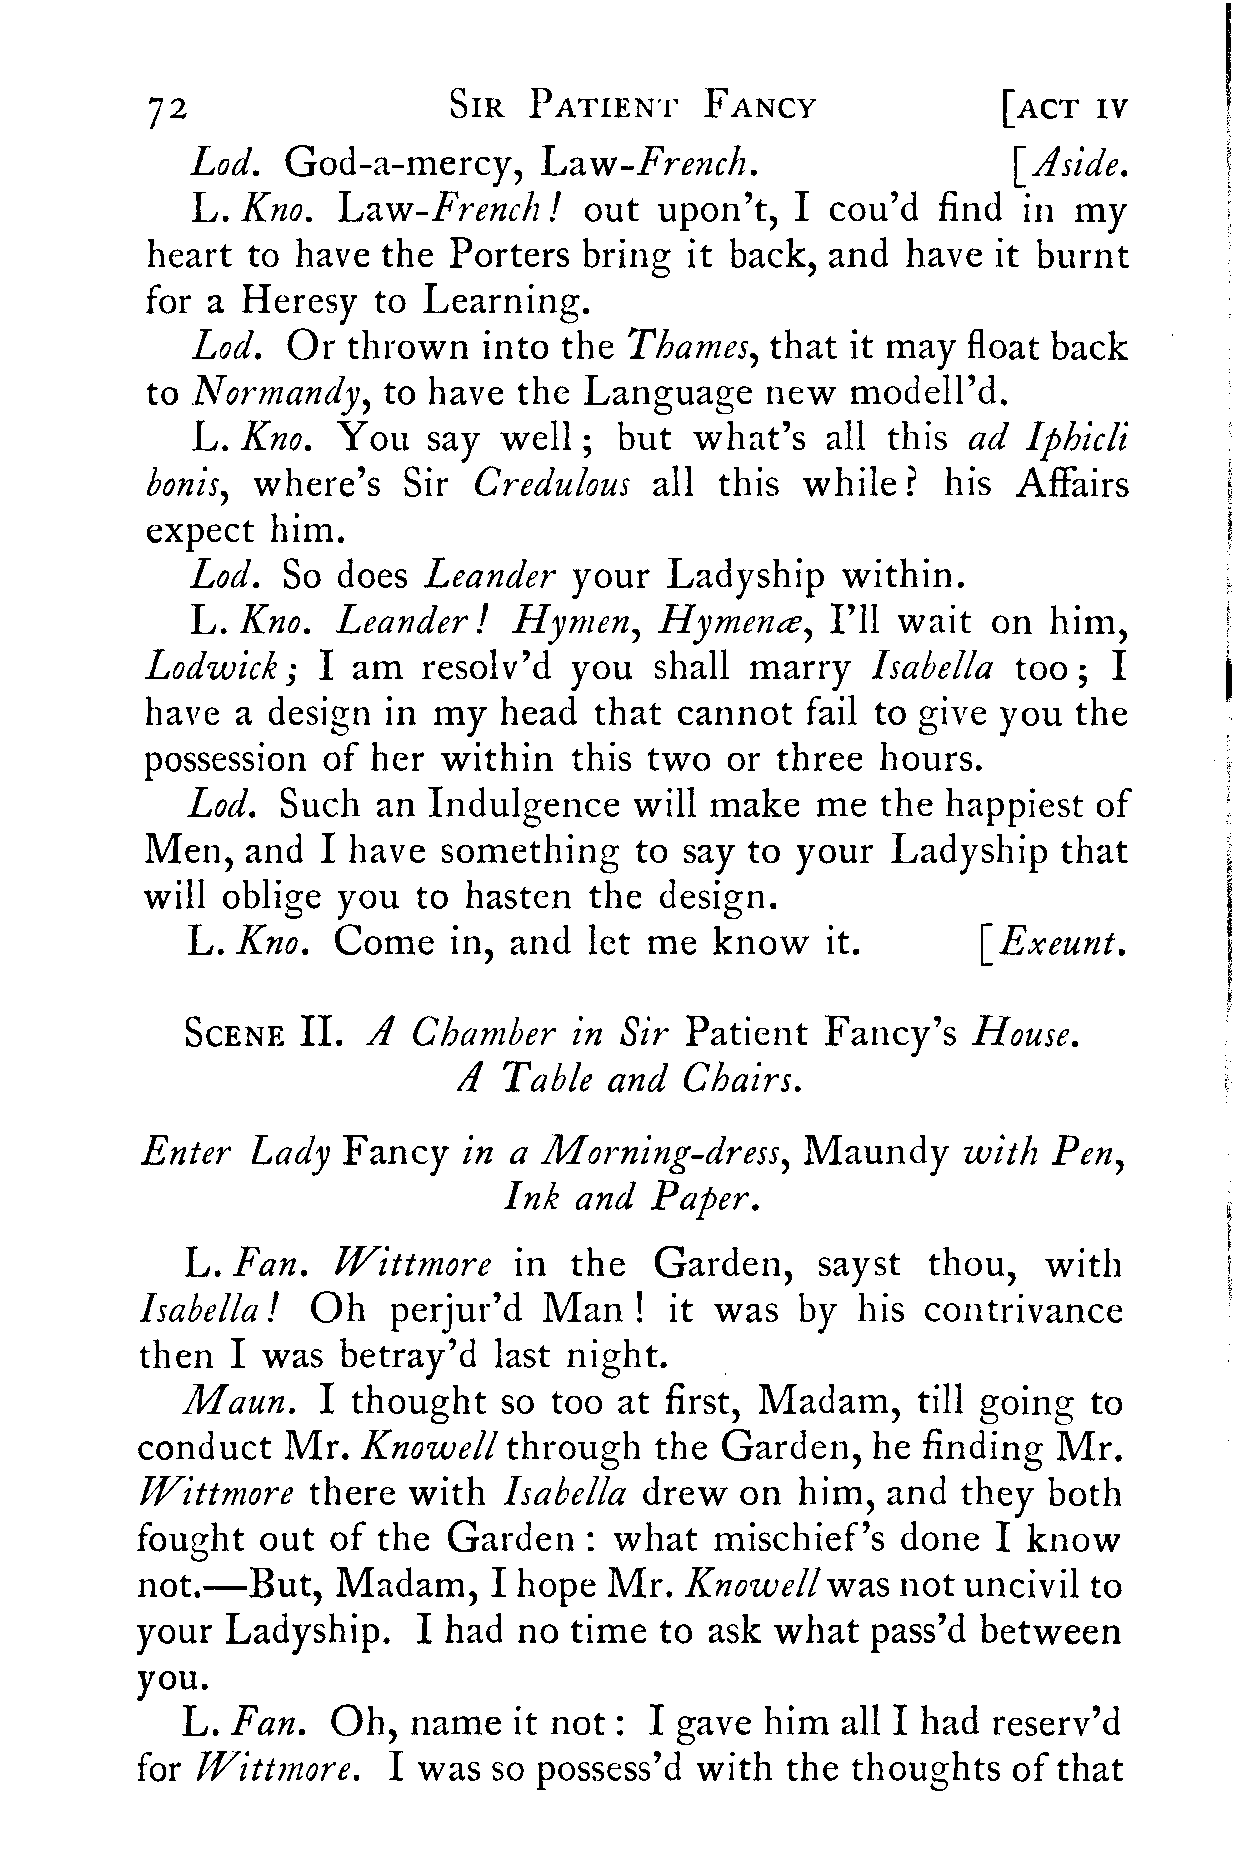 72 SIR PATIENT FANCY [ACT IV
Lod. God-a-mercy, Law-French. [Aside.
L. Kno. Law-French! out upon't, I cou'd find in my
heart to have the Porters bring it back, and have it burnt
for a Heresy to Learning.
Lod. Or thrown into the Thames, that it may float back
to Normandy, to have the Language new modell'd.
L. Kno. You say well; but what's all this ad Iphicli
bonis, where's Sir Credulous all this while? his Affairs
expect him.
Lod. So does Leander your Ladyship within.
L. Kno. Leander! Hymen, Hymenæ, I'll wait on him,
Lodwick; I am resolv'd you shall marry Isabella too; I
have a design in my head that cannot fail to give you the
possession of her within this two or three hours.
Lod. Such an Indulgence will make me the happiest of
Men, and I have something to say to your Ladyship that
will oblige you to hasten the design.
L. Kno. Come in, and let me know it. [Exeunt.
SCENE II. A Chamber in Sir Patient Fancy's House.
A Table and Chairs.
Enter Lady Fancy in a Morning-dress, Maundy with Pen,
Ink and Paper.
L. Fan. Wittmore in the Garden, sayst thou, with
Isabella! Oh perjur'd Man! it was by his contrivance
then I was betray'd last night.
Maun. I thought so too at first, Madam, till going to
conduct Mr. Knowell through the Garden, he finding Mr.
Wittmore there with Isabella drew on him, and they both
fought out of the Garden: what mischief's done I know
not.—But, Madam, I hope Mr. Knowell was not uncivil to
your Ladyship. I had no time to ask what pass'd between
you.
L. Fan. Oh, name it not: I gave him all I had reserv'd
for Wittmore. I was so possess'd with the thoughts of that